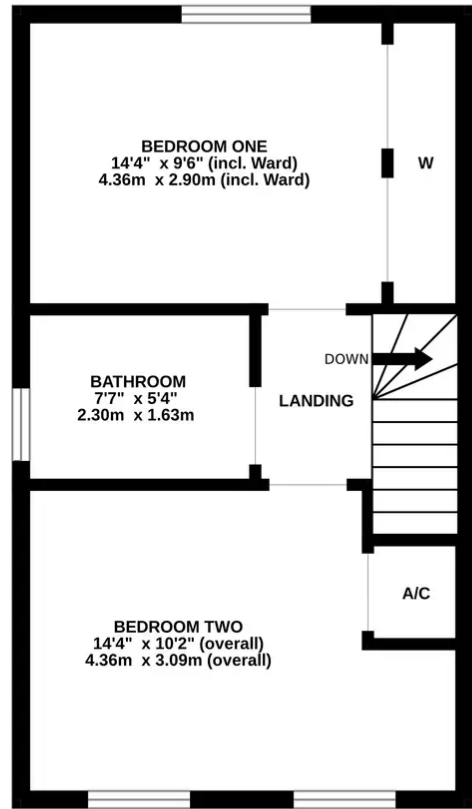 BEDROOM ONE
14'4" x 9'6" (incl. Ward)
4.36m x 2.90m (incl. Ward)
W
DOWN
LANDING
BATHROOM
7'7" x 5'4"
2.30m x 1.63m
A/C
BEDROOM TWO
14'4" x 10'2" (overall)
4.36m x 3.09m (overall)